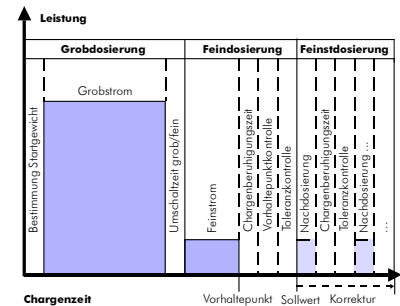 Leistung
Grobdosierung
Feindosierung
Feinstdosierung
Bestimmung Startgewicht
Grobstrom
Umschaltzeit grob/fein
Feinstrom
Chargenberuhigungszeit
Vorhaltepunktkontrolle
Toleranzkontrolle
Nachdosierung
Chargenberuhigungszeit
Toleranzkontrolle
Nachdosierung ...
...
Chargenzeit
Vorhaltepunkt
Sollwert
Korrektur